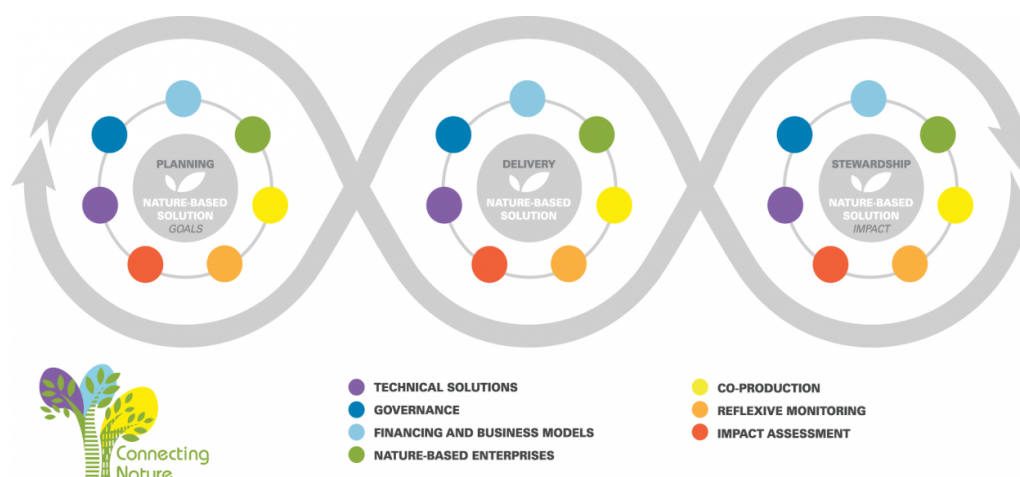 PLANNING
NATURE-BASED
SOLUTION
GOALS
DELIVERY
NATURE-BASED
SOLUTION
STEWARDSHIP
NATURE-BASED
SOLUTION
IMPACT
TECHNICAL SOLUTIONS
GOVERNANCE
FINANCING AND BUSINESS MODELS
NATURE-BASED ENTERPRISES
CO-PRODUCTION
REFLEXIVE MONITORING
IMPACT ASSESSMENT
Connecting
Nature